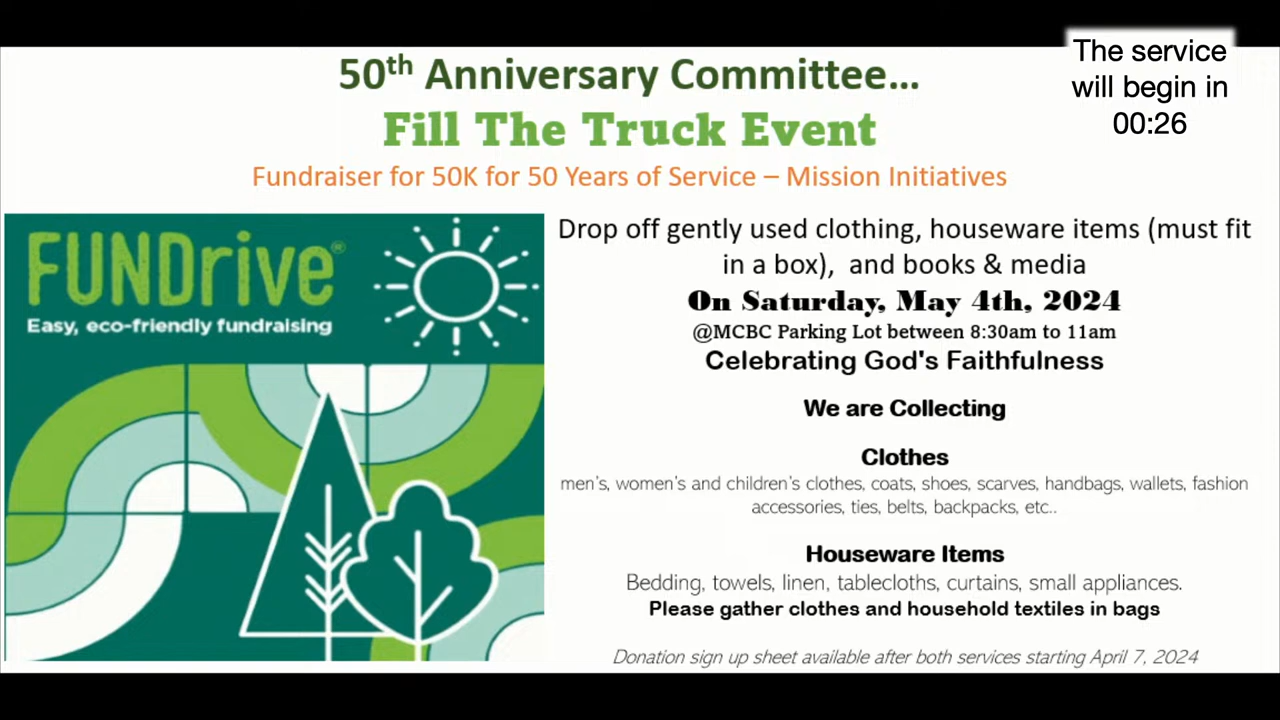 The service
will begin in
00:26
50th Anniversary Committee...
Fill The Truck Event
Fundraiser for 50K for 50 Years of Service – Mission Initiatives
FUNDrive®
Easy, eco-friendly fundraising
Drop off gently used clothing, houseware items (must fit
in a box), and books & media
On Saturday, May 4th, 2024
@MCBC Parking Lot between 8:30am to 11am
Celebrating God's Faithfulness
We are Collecting
Clothes
men's, women's and children's clothes, coats, shoes, scarves, handbags, wallets, fashion
accessories, ties, belts, backpacks, etc..
Houseware Items
Bedding, towels, linen, tablecloths, curtains, small appliances.
Please gather clothes and household textiles in bags
Donation sign up sheet available after both services starting April 7, 2024